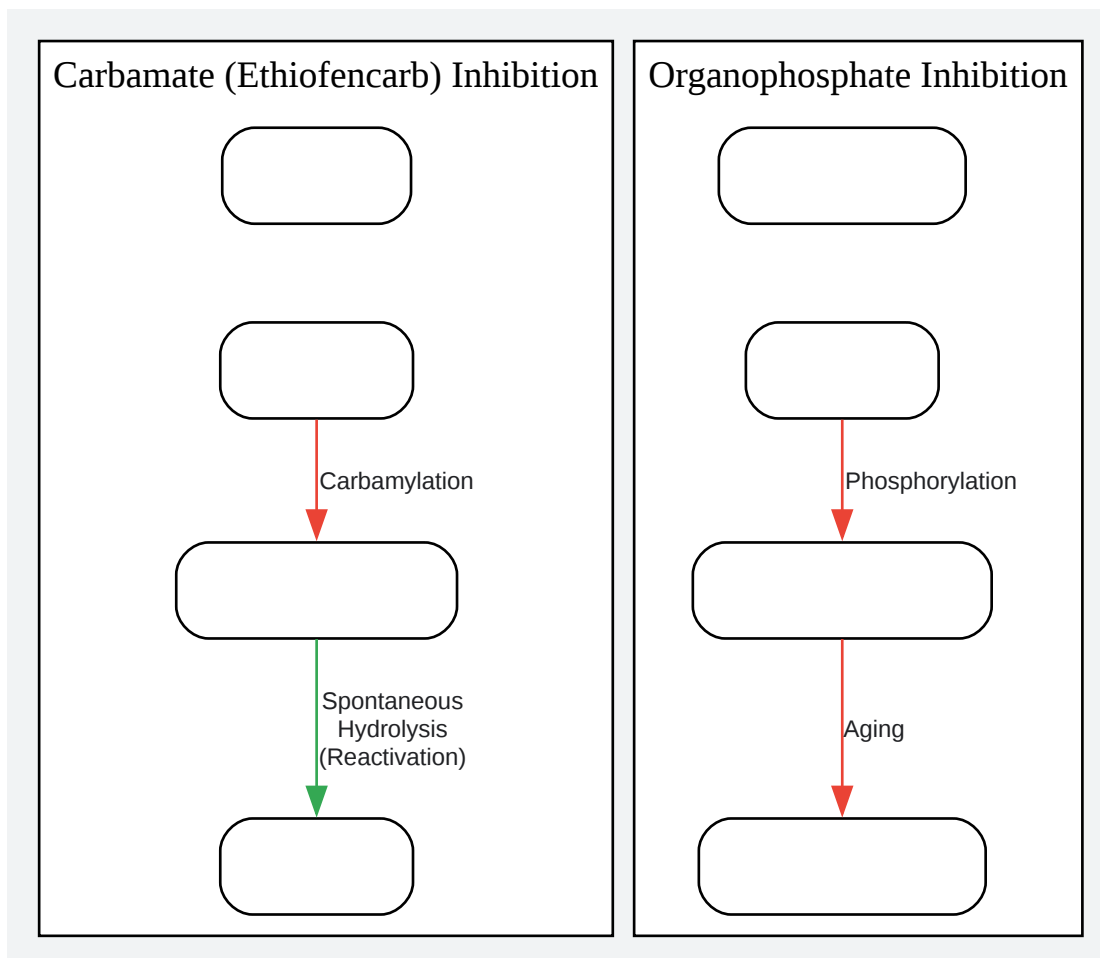 Carbamate (Ethiofencarb) Inhibition
Carbamylation
Spontaneous
Hydrolysis
(Reactivation)
Organophosphate Inhibition
Phosphorylation
Aging